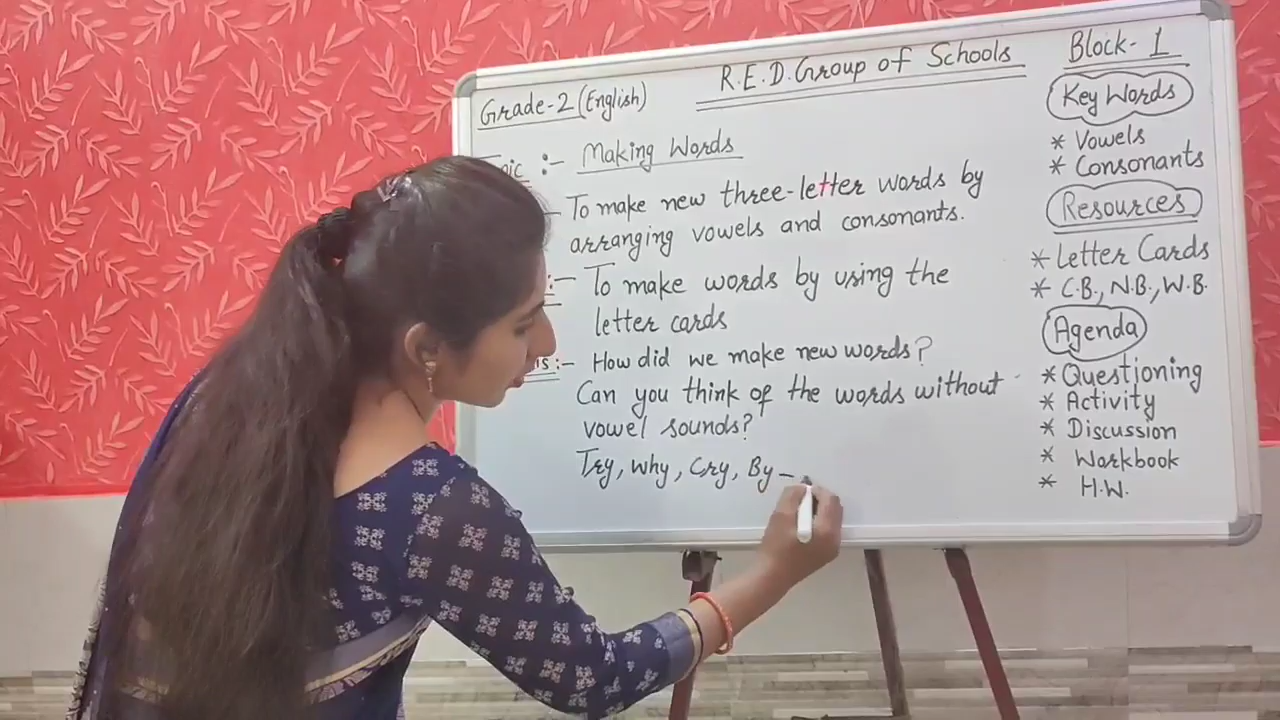 R.E.D. Group of Schools
Block- 1
Grade-2 (English)
:- Making Words
To make new three-letter words by
arranging vowels and consonants.
:- To make words by using the
letter cards
:- How did we make new words?
Can you think of the words without
vowel sounds?
Try, Why, Cry, By -
Key Words
* Vowels
* Consonants
Resources
* Letter Cards
* C.B., N.B., W.B.
Agenda
* Questioning
* Activity
* Discussion
* Workbook
* H.W.